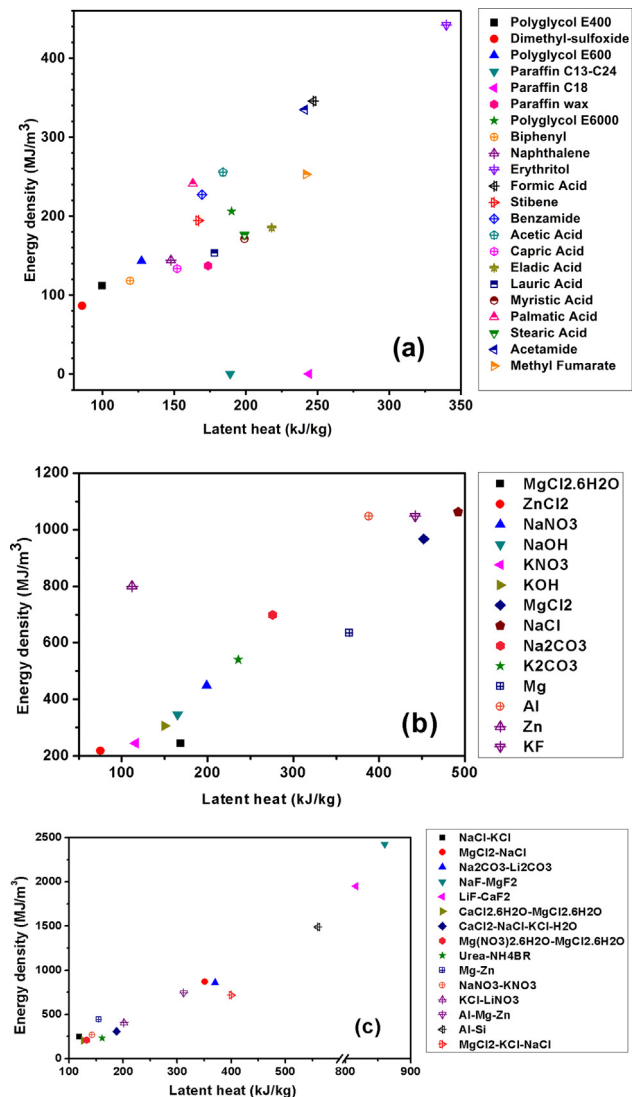 500
400
300
200
100
0
100
150
200
250
300
350
Energy density (MJ/m³)
Latent heat (kJ/kg)
(a)
Polyglycol E400
Dimethyl-sulfoxide
Polyglycol E600
Paraffin C13-C24
Paraffin C18
Paraffin wax
Polyglycol E6000
Biphenyl
Naphthalene
Erythritol
Formic Acid
Stibene
Benzamide
Acetic Acid
Capric Acid
Eladic Acid
Lauric Acid
Myristic Acid
Palmatic Acid
Stearic Acid
Acetamide
Methyl Fumarate
1200
1000
800
600
400
200
100
200
300
400
500
Energy density (MJ/m³)
Latent heat (kJ/kg)
(b)
MgCl2.6H2O
ZnCl2
NaNO3
NaOH
KNO3
KOH
MgCl2
NaCl
Na2CO3
K2CO3
Mg
Al
Zn
KF
2500
2000
1500
1000
500
0
100
200
300
400
500
600
800
900
Energy density (MJ/m³)
Latent heat (kJ/kg)
(c)
NaCl-KCl
MgCl2-NaCl
Na2CO3-Li2CO3
NaF-MgF2
LiF-CaF2
CaCl2.6H2O-MgCl2.6H2O
CaCl2-NaCl-KCl-H2O
Mg(NO3)2.6H2O-MgCl2.6H2O
Urea-NH4BR
Mg-Zn
NaNO3-KNO3
KCl-LiNO3
Al-Mg-Zn
Al-Si
MgCl2-KCl-NaCl